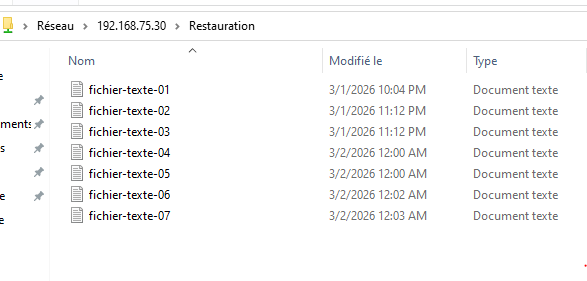 Réseau > 192.168.75.30 > Restauration
Nom Modifié le Type
fichier-texte-01 3/1/2026 10:04 PM Document texte
fichier-texte-02 3/1/2026 11:12 PM Document texte
fichier-texte-03 3/1/2026 11:12 PM Document texte
fichier-texte-04 3/2/2026 12:00 AM Document texte
fichier-texte-05 3/2/2026 12:00 AM Document texte
fichier-texte-06 3/2/2026 12:02 AM Document texte
fichier-texte-07 3/2/2026 12:03 AM Document texte
e
ments
s
e
e